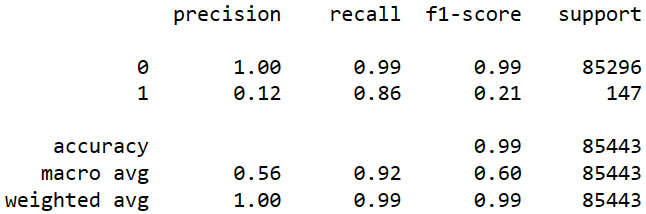 precision recall f1-score support
0 1.00 0.99 0.99 85296
1 0.12 0.86 0.21 147
accuracy 0.99 85443
macro avg 0.56 0.92 0.60 85443
weighted avg 1.00 0.99 0.99 85443